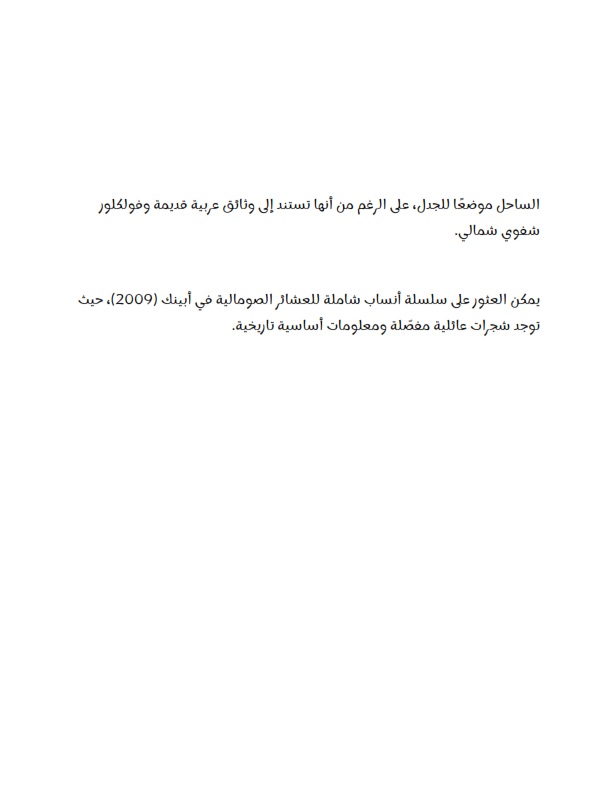 الساحل موضعًا للجدل، على الرغم من أنها تستند إلى وثائق عربية قديمة وفولكلور
شفوي شمالي.
يمكن العثور على سلسلة أنساب شاملة للعشائر الصومالية في أبينك (2009)، حيث
توجد شجرات عائلية مفصّلة ومعلومات أساسية تاريخية.